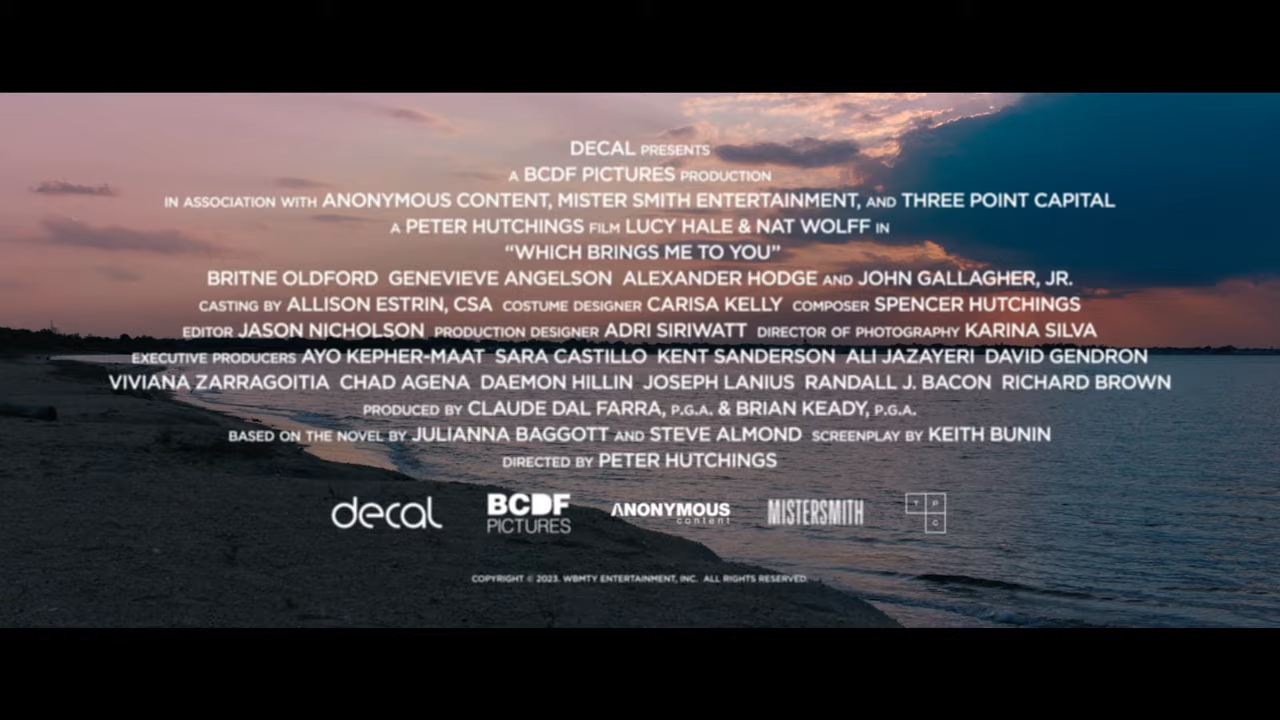 DECAL PRESENTS
A BCDF PICTURES PRODUCTION
IN ASSOCIATION WITH ANONYMOUS CONTENT, MISTER SMITH ENTERTAINMENT, AND THREE POINT CAPITAL
A PETER HUTCHINGS FILM LUCY HALE & NAT WOLFF IN
“WHICH BRINGS ME TO YOU”
BRITNE OLDFORD GENEVIEVE ANGELSON ALEXANDER HODGE AND JOHN GALLAGHER, JR.
CASTING BY ALLISON ESTRIN, CSA COSTUME DESIGNER CARISA KELLY COMPOSER SPENCER HUTCHINGS
EDITOR JASON NICHOLSON PRODUCTION DESIGNER ADRI SIRIWATT DIRECTOR OF PHOTOGRAPHY KARINA SILVA
EXECUTIVE PRODUCERS AYO KEPHER-MAAT SARA CASTILLO KENT SANDERSON ALI JAZAYERI DAVID GENDRON
VIVIANA ZARRAGOITIA CHAD AGENA DAEMON HILLIN JOSEPH LANIUS RANDALL J. BACON RICHARD BROWN
PRODUCED BY CLAUDE DAL FARRA, P.G.A. & BRIAN KEADY, P.G.A.
BASED ON THE NOVEL BY JULIANNA BAGGOTT AND STEVE ALMOND SCREENPLAY BY KEITH BUNIN
DIRECTED BY PETER HUTCHINGS
decal BCDF PICTURES ANONYMOUS content MISTERSMITH T P C
COPYRIGHT © 2023. WBMTY ENTERTAINMENT, INC. ALL RIGHTS RESERVED.